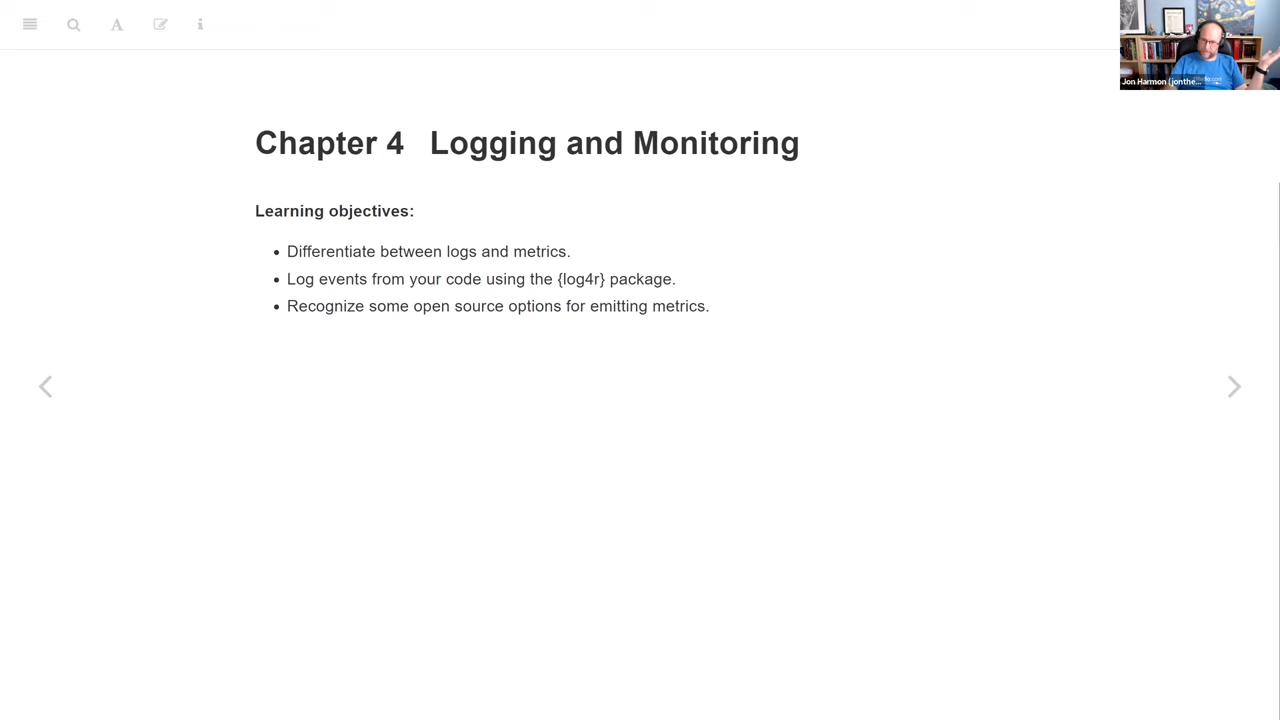 Jon Harmon (jonthe...
Chapter 4 Logging and Monitoring
Learning objectives:
• Differentiate between logs and metrics.
• Log events from your code using the {log4r} package.
• Recognize some open source options for emitting metrics.